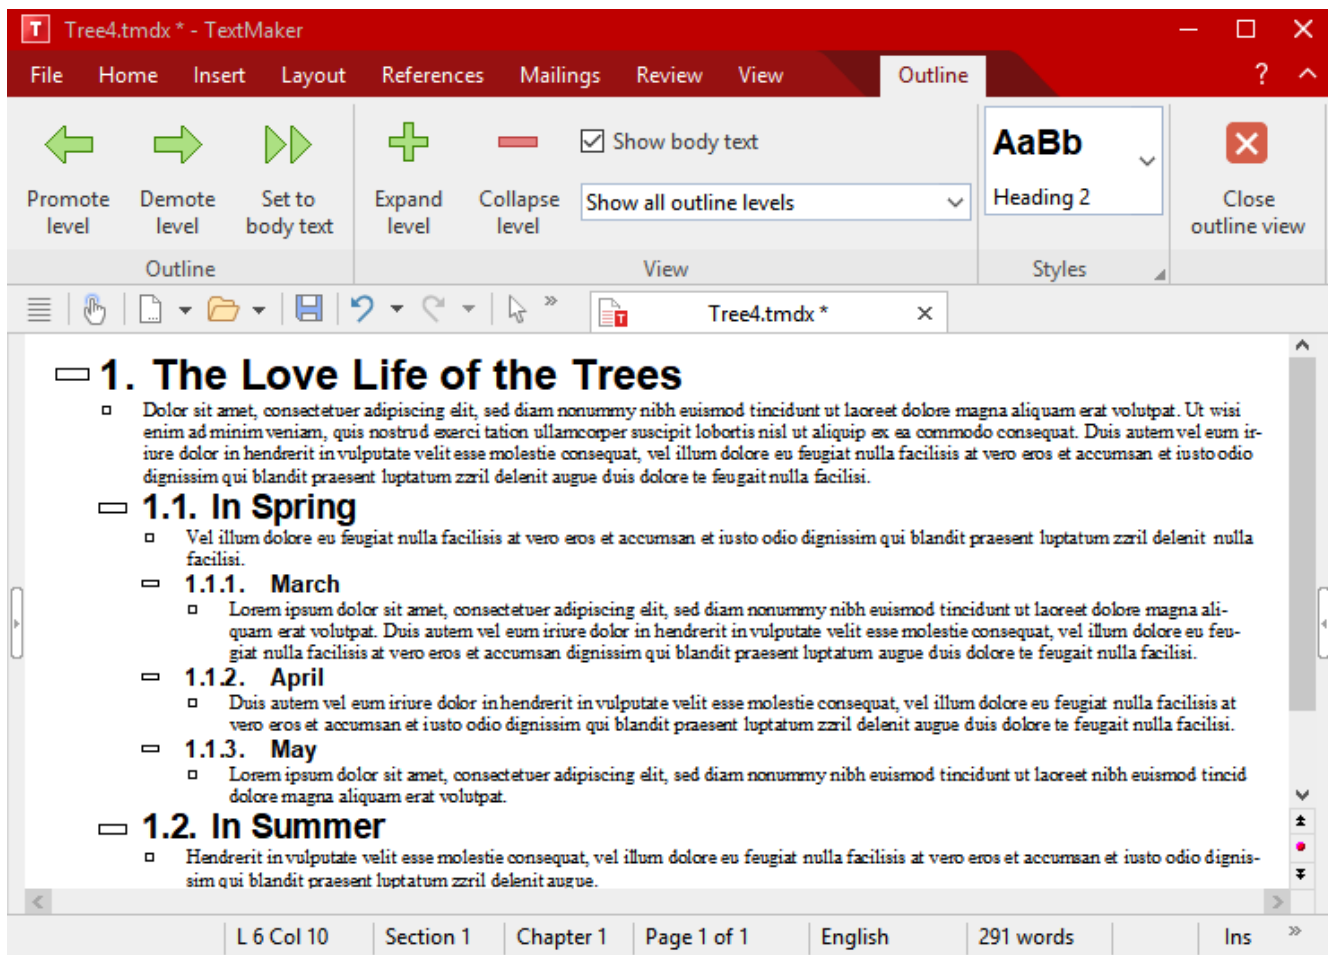 T Tree4.tmdx * - TextMaker
File Home Insert Layout References Mailings Review View Outline ?
Promote level
Demote level
Set to body text
Expand level
Collapse level
Show body text
Show all outline levels
AaBb
Heading 2
Close outline view
Outline View Styles
Tree4.tmdx *
1. The Love Life of the Trees
Dolor sit amet, consectetuer adipiscing elit, sed diam nonummy nibh euismod tincidunt ut laoreet dolore magna aliquam erat volutpat. Ut wisi
enim ad minim veniam, quis nostrud exerci tation ullamcorper suscipit lobortis nisl ut aliquip ex ea commodo consequat. Duis autem vel eum ir-
iure dolor in hendrerit in vulputate velit esse molestie consequat, vel illum dolore eu feugiat nulla facilisis at vero eros et accumsan et iusto odio
dignissim qui blandit praesent luptatum zzril delenit augue duis dolore te feugait nulla facilisi.
1.1. In Spring
Vel illum dolore eu feugiat nulla facilisis at vero eros et accumsan et iusto odio dignissim qui blandit praesent luptatum zzril delenit nulla
facilisi.
1.1.1. March
Lorem ipsum dolor sit amet, consectetuer adipiscing elit, sed diam nonummy nibh euismod tincidunt ut laoreet dolore magna ali-
quam erat volutpat. Duis autem vel eum iriure dolor in hendrerit in vulputate velit esse molestie consequat, vel illum dolore eu feu-
giat nulla facilisis at vero eros et accumsan dignissim qui blandit praesent luptatum augue duis dolore te feugait nulla facilisi.
1.1.2. April
Duis autem vel eum iriure dolor in hendrerit in vulputate velit esse molestie consequat, vel illum dolore eu feugiat nulla facilisis at
vero eros et accumsan et iusto odio dignissim qui blandit praesent luptatum zzril delenit augue duis dolore te feugait nulla facilisi.
1.1.3. May
Lorem ipsum dolor sit amet, consectetuer adipiscing elit, sed diam nonummy nibh euismod tincidunt ut laoreet nibh euismod tincid
dolore magna aliquam erat volutpat.
1.2. In Summer
Hendrerit in vulputate velit esse molestie consequat, vel illum dolore eu feugiat nulla facilisis at vero eros et accumsan et iusto odio dignis-
sim qui blandit praesent luptatum zzril delenit augue.
L 6 Col 10 Section 1 Chapter 1 Page 1 of 1 English 291 words Ins